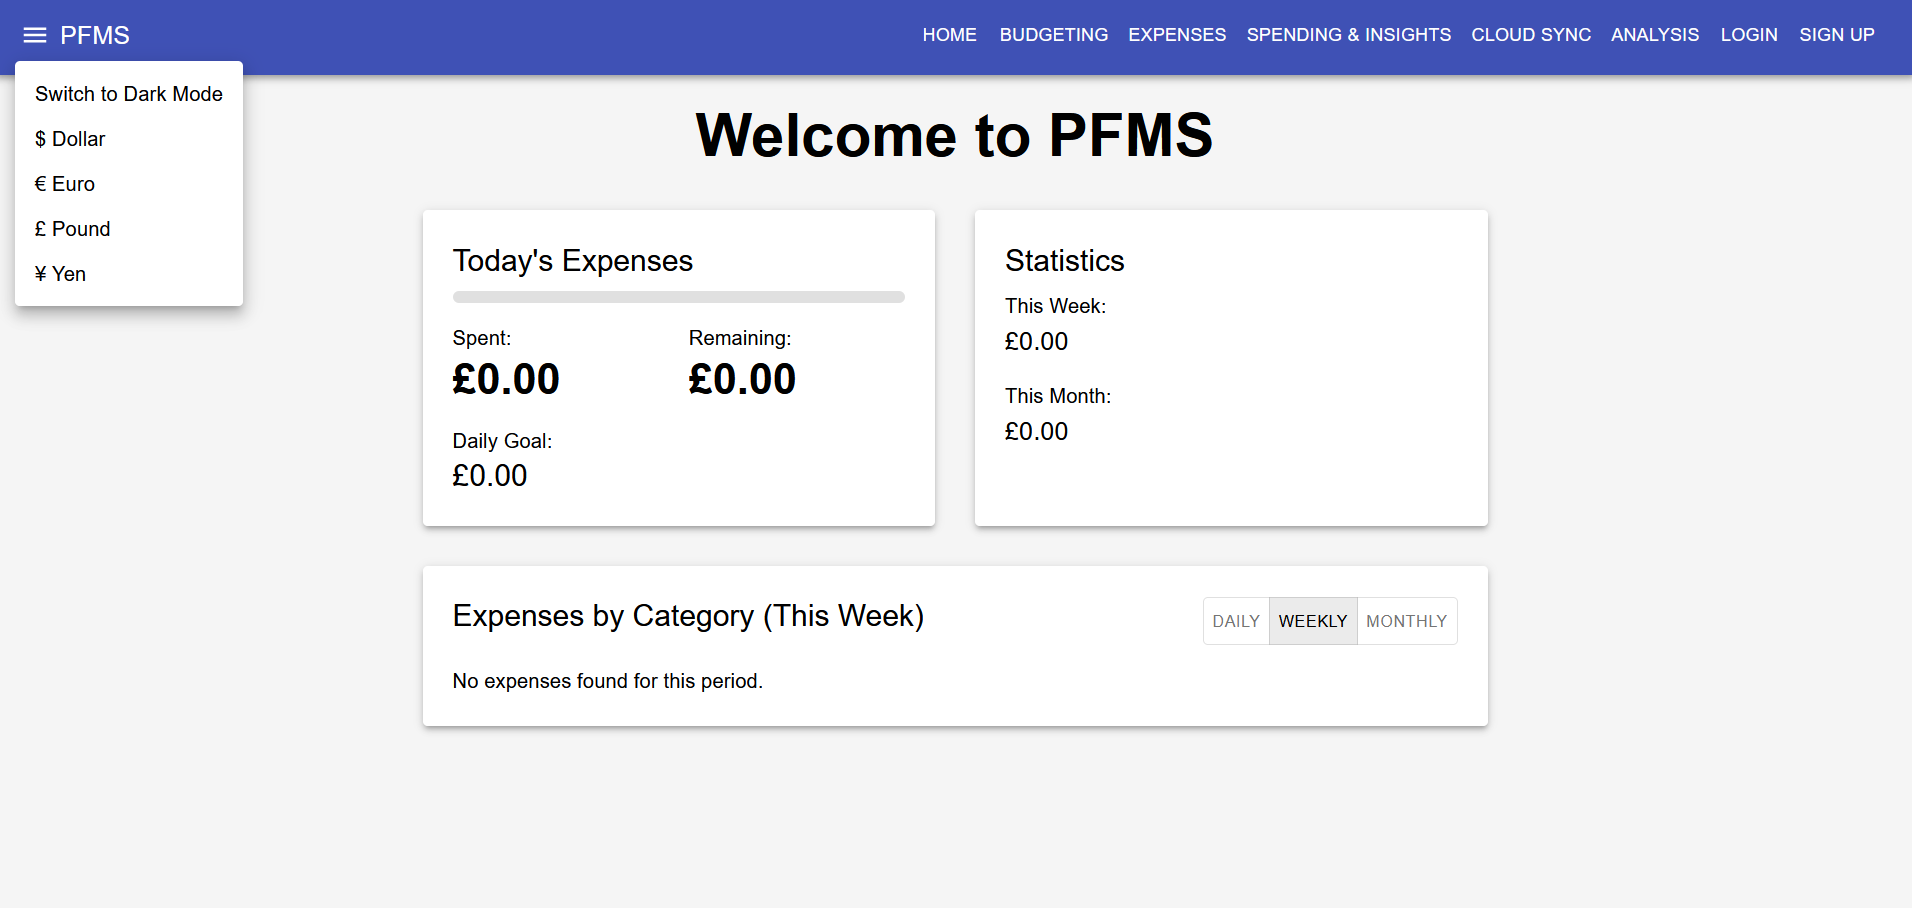 PFMS
HOME BUDGETING EXPENSES SPENDING & INSIGHTS CLOUD SYNC ANALYSIS LOGIN SIGN UP
Switch to Dark Mode
$ Dollar
€ Euro
£ Pound
¥ Yen
Welcome to PFMS
Today's Expenses
Spent: Remaining:
£0.00 £0.00
Daily Goal:
£0.00
Statistics
This Week:
£0.00
This Month:
£0.00
Expenses by Category (This Week)
DAILY WEEKLY MONTHLY
No expenses found for this period.